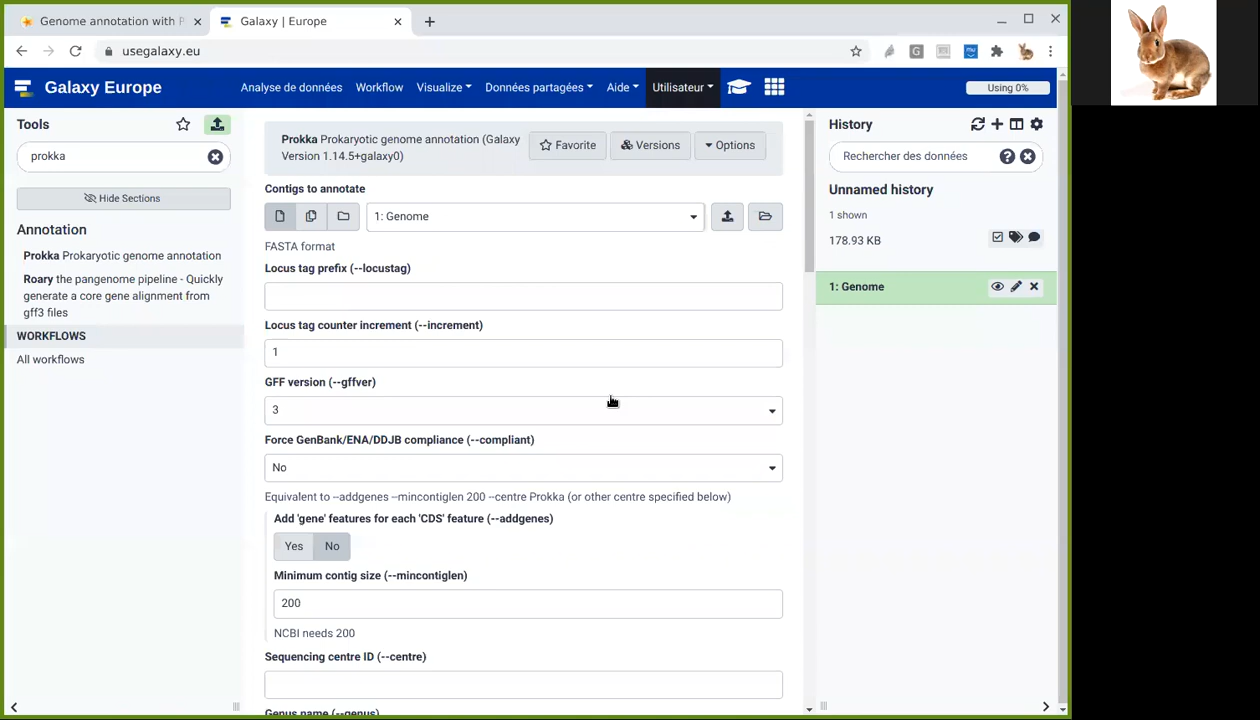 Genome annotation with P
Galaxy | Europe
usegalaxy.eu
Galaxy Europe
Analyse de données
Workflow
Visualize
Données partagées
Aide
Utilisateur
Using 0%
Tools
prokka
Hide Sections
Annotation
Prokka Prokaryotic genome annotation
Roary the pangenome pipeline - Quickly
generate a core gene alignment from
gff3 files
WORKFLOWS
All workflows
Prokka Prokaryotic genome annotation (Galaxy
Version 1.14.5+galaxy0)
Favorite
Versions
Options
Contigs to annotate
1: Genome
FASTA format
Locus tag prefix (--locustag)
Locus tag counter increment (--increment)
1
GFF version (--gffver)
3
Force GenBank/ENA/DDJB compliance (--compliant)
No
Equivalent to --addgenes --mincontiglen 200 --centre Prokka (or other centre specified below)
Add 'gene' features for each 'CDS' feature (--addgenes)
Yes
No
Minimum contig size (--mincontiglen)
200
NCBI needs 200
Sequencing centre ID (--centre)
Genus name (--genus)
History
Rechercher des données
Unnamed history
1 shown
178.93 KB
1: Genome